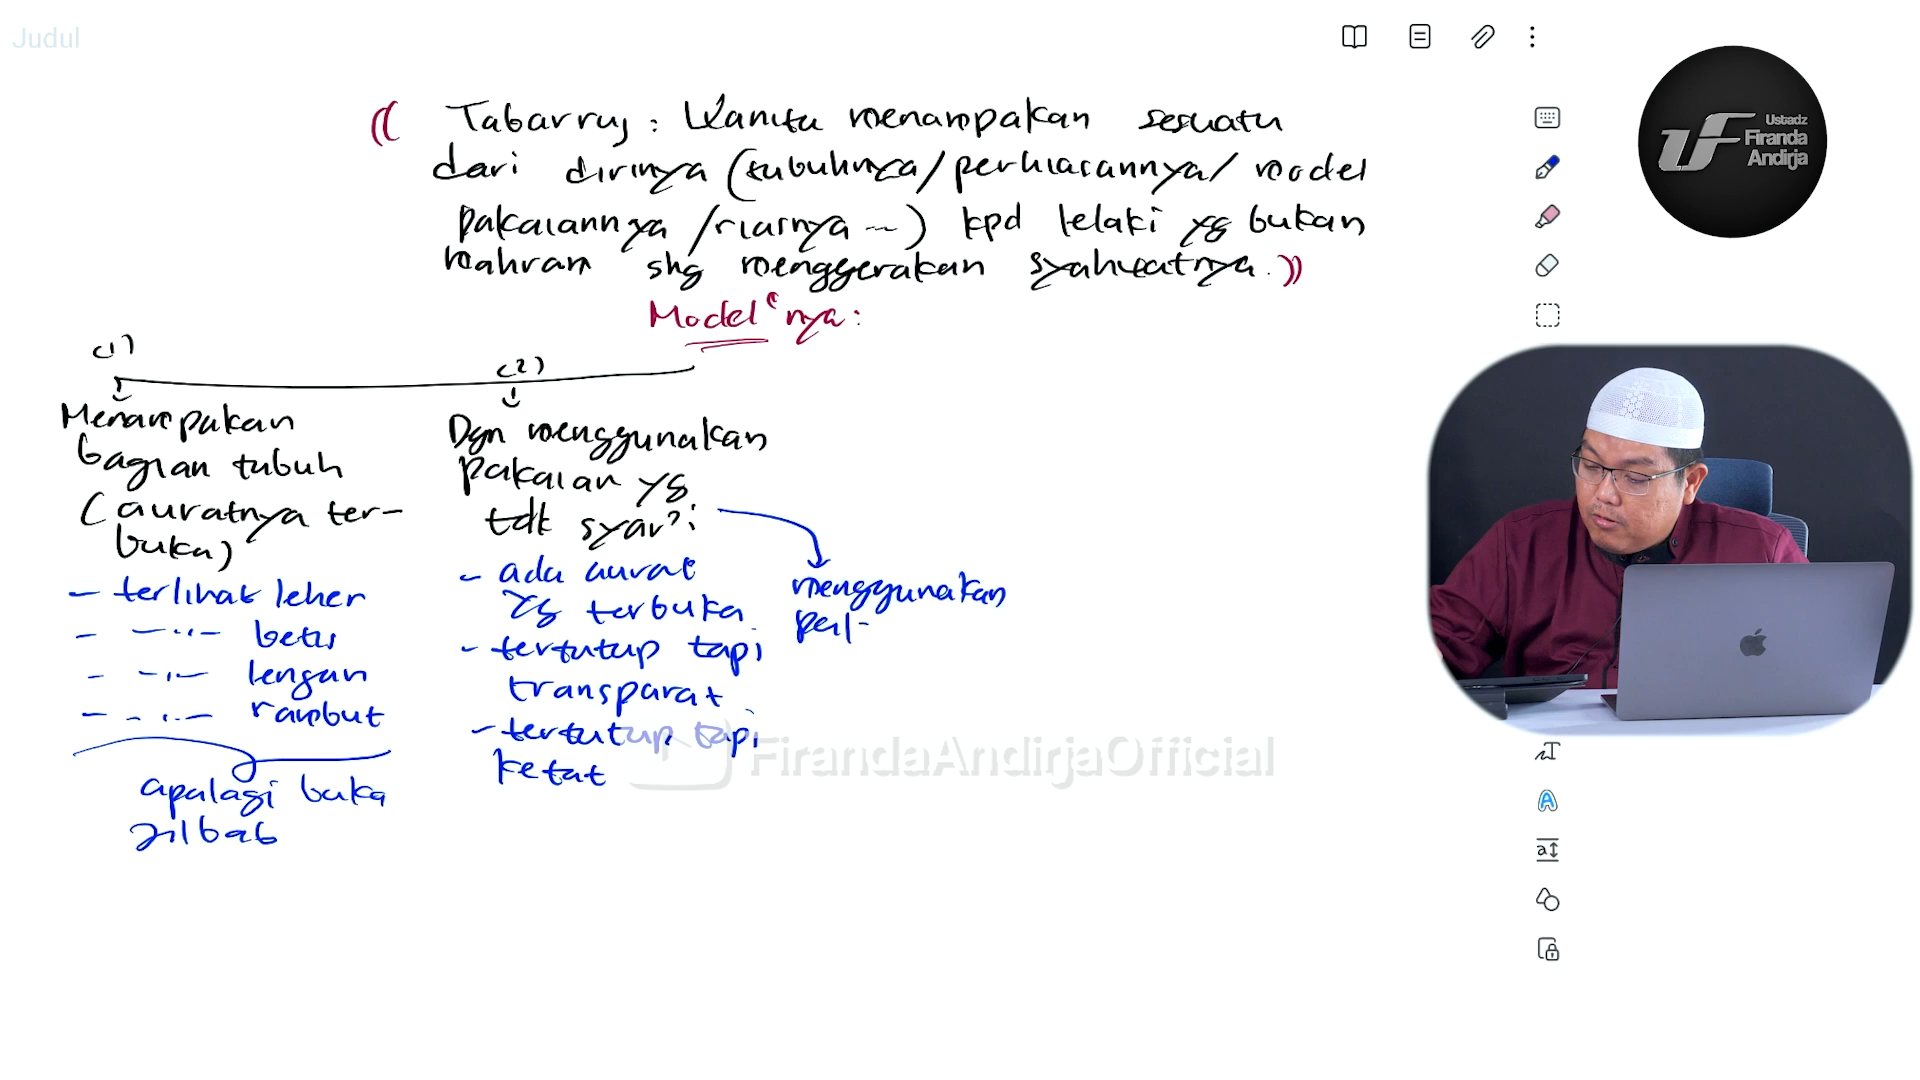 Judul
(( Tabarruj : Wanita menampakan sesuatu
dari dirinya (tubuhnya/perhiasannya/ model
pakaiannya /riasnya ~) kpd lelaki yg bukan
mahram shg menggerakan syahwatnya. ))
Model²nya:
(1)
(2)
Menampakan
bagian tubuh
(auratnya ter-
buka)
- terlihat leher
- —"— betis
- —"— lengan
- —"— rambut
apalagi buka
jilbab
Dgn menggunakan
pakaian yg
tdk syar'i
- ada aurat
yg terbuka
- tertutup tapi
transparat
- tertutup tapi
ketat
menggunakan
perl-
FirandaAndirjaOfficial
UF Ustadz
Firanda
Andirja